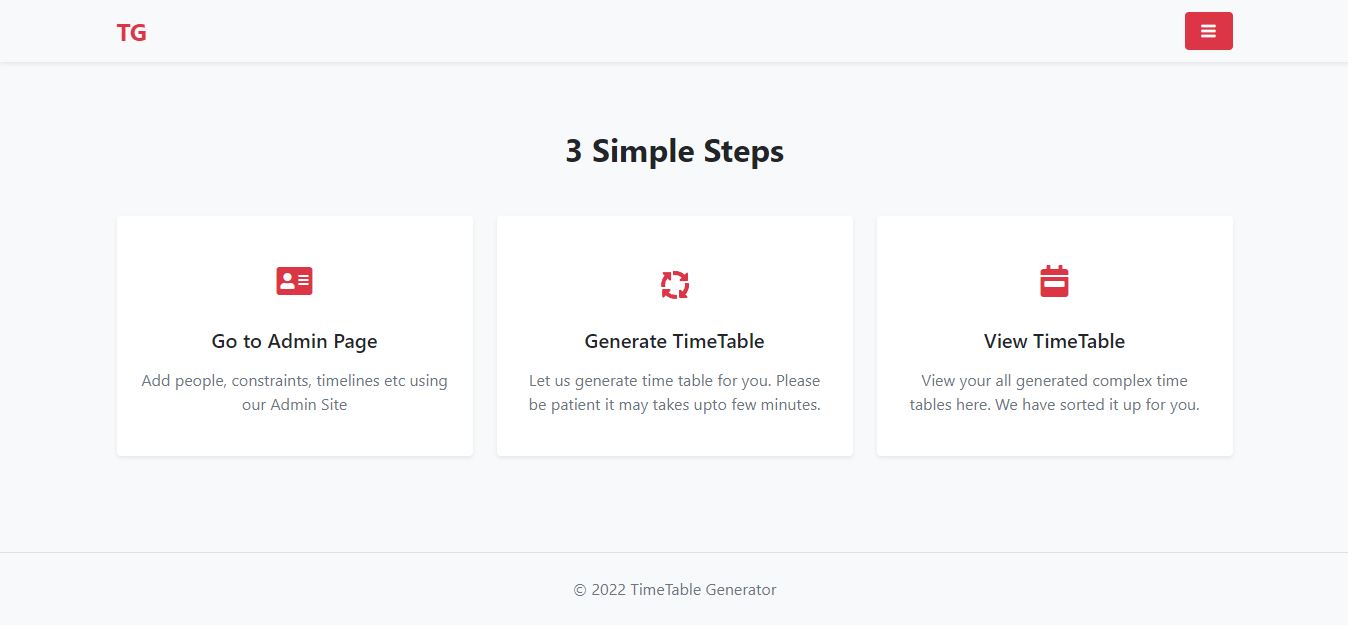 TG
3 Simple Steps
Go to Admin Page
Add people, constraints, timelines etc using
our Admin Site
Generate TimeTable
Let us generate time table for you. Please
be patient it may takes upto few minutes.
View TimeTable
View your all generated complex time
tables here. We have sorted it up for you.
© 2022 TimeTable Generator